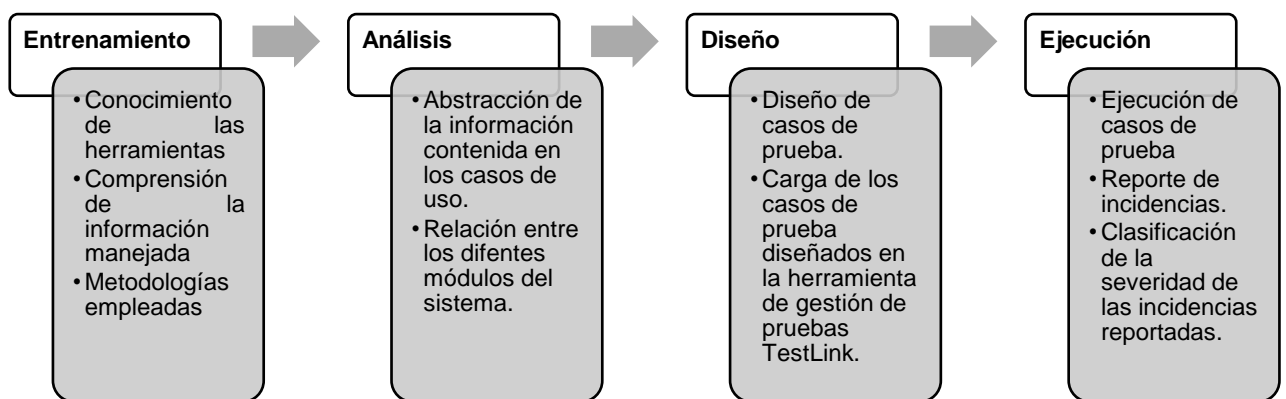 Entrenamiento
• Conocimiento
de las
herramientas
• Comprensión
de la
información
manejada
• Metodologías
empleadas
Análisis
• Abstracción de
la información
contenida en
los casos de
uso.
• Relación entre
los difentes
módulos del
sistema.
Diseño
• Diseño de
casos de
prueba.
• Carga de los
casos de
prueba
diseñados en
la herramienta
de gestión de
pruebas
TestLink.
Ejecución
• Ejecución de
casos de
prueba
• Reporte de
incidencias.
• Clasificación
de la
severidad de
las incidencias
reportadas.